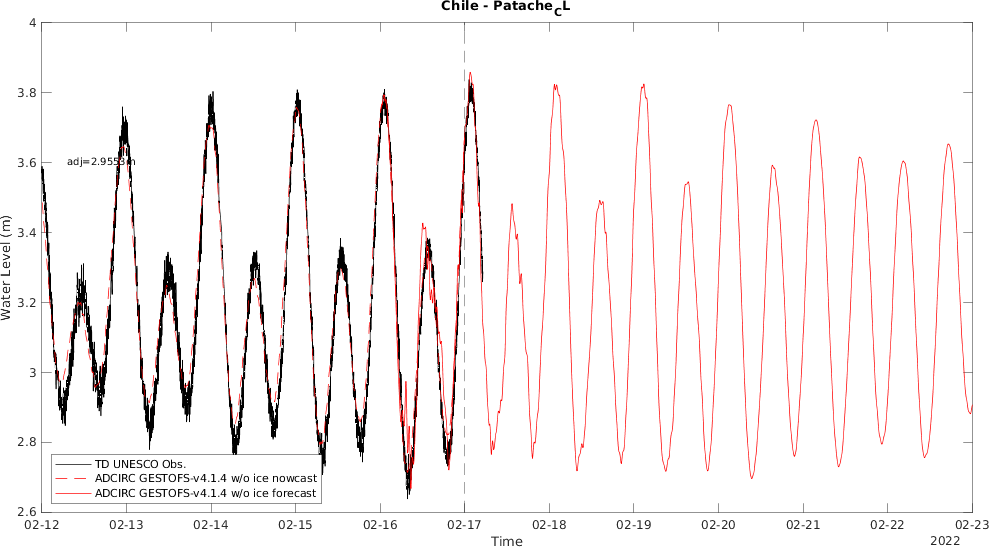 Chile - Patache_CL
4
3.8
3.6
3.4
3.2
3
2.8
2.6
Water Level (m)
adj=2.9553m
TD UNESCO Obs.
ADCIRC GESTOFS-v4.1.4 w/o ice nowcast
ADCIRC GESTOFS-v4.1.4 w/o ice forecast
02-12 02-13 02-14 02-15 02-16 02-17 02-18 02-19 02-20 02-21 02-22 02-23
Time
2022